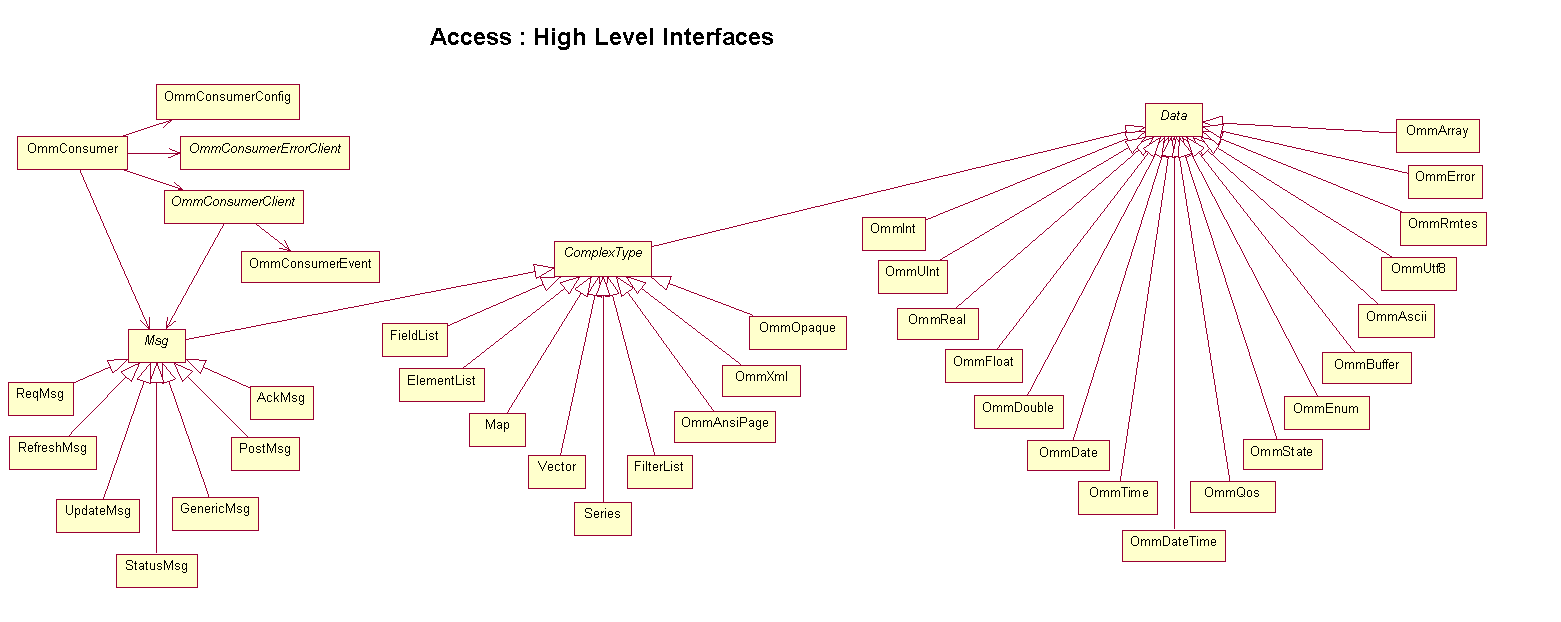 Access : High Level Interfaces
OmmConsumerConfig
OmmConsumer
OmmConsumerErrorClient
OmmConsumerClient
OmmConsumerEvent
Msg
ReqMsg
AckMsg
RefreshMsg
PostMsg
UpdateMsg
GenericMsg
StatusMsg
ComplexType
FieldList
OmmOpaque
ElementList
OmmXml
Map
OmmAnsiPage
Vector
FilterList
Series
Data
OmmArray
OmmError
OmmInt
OmmRmtes
OmmUInt
OmmUtf8
OmmReal
OmmAscii
OmmFloat
OmmBuffer
OmmDouble
OmmEnum
OmmDate
OmmState
OmmTime
OmmQos
OmmDateTime